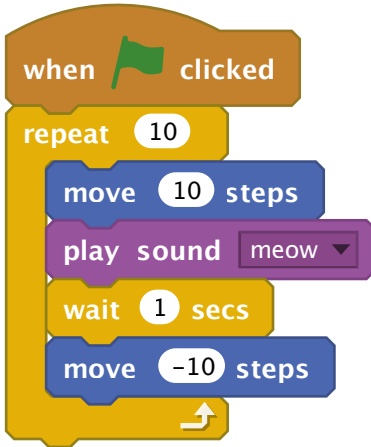 when clicked
repeat 10
move 10 steps
play sound meow
wait 1 secs
move -10 steps